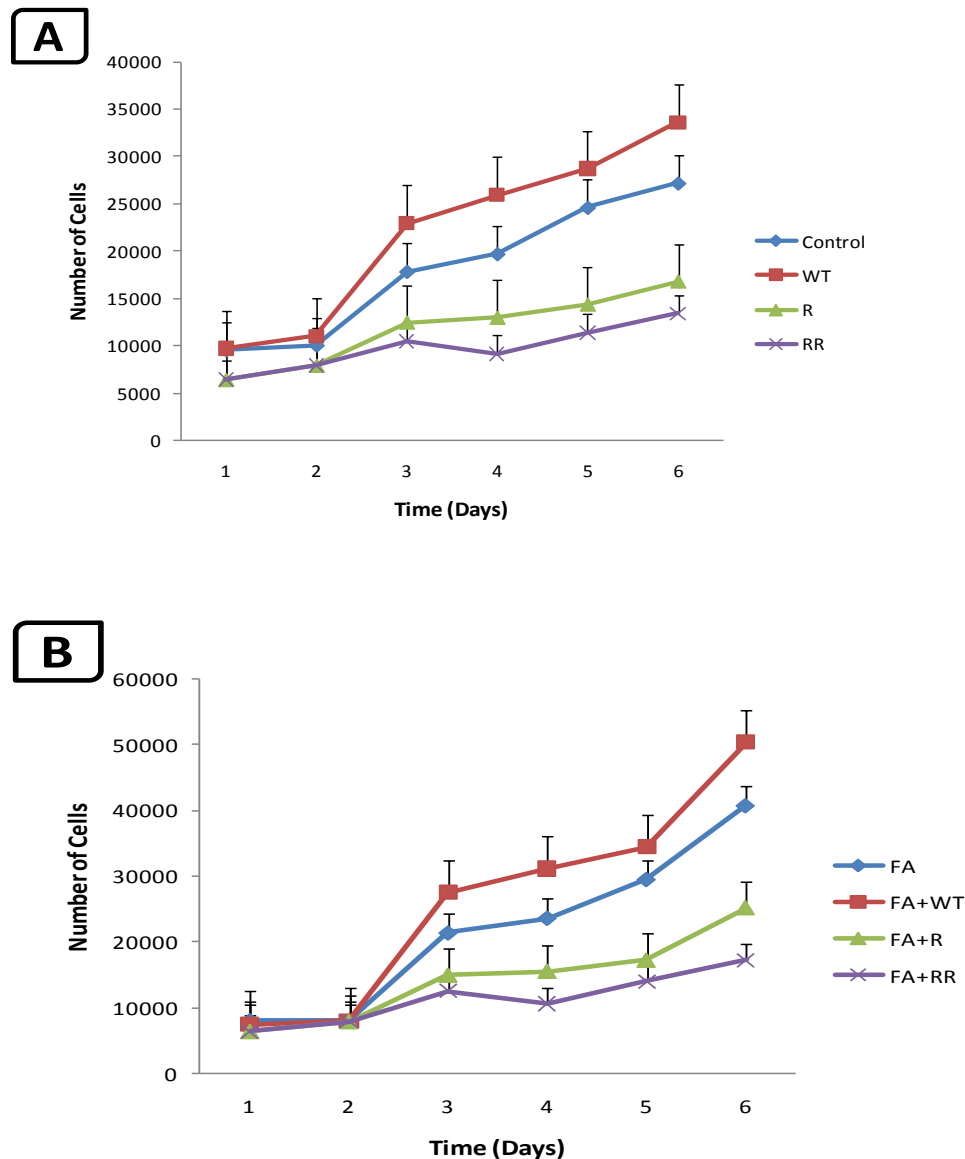 A
40000
35000
30000
25000
20000
15000
10000
5000
0
Number of Cells
1 2 3 4 5 6
Time (Days)
Control
WT
R
RR
B
60000
50000
40000
30000
20000
10000
0
Number of Cells
1 2 3 4 5 6
Time (Days)
FA
FA+WT
FA+R
FA+RR